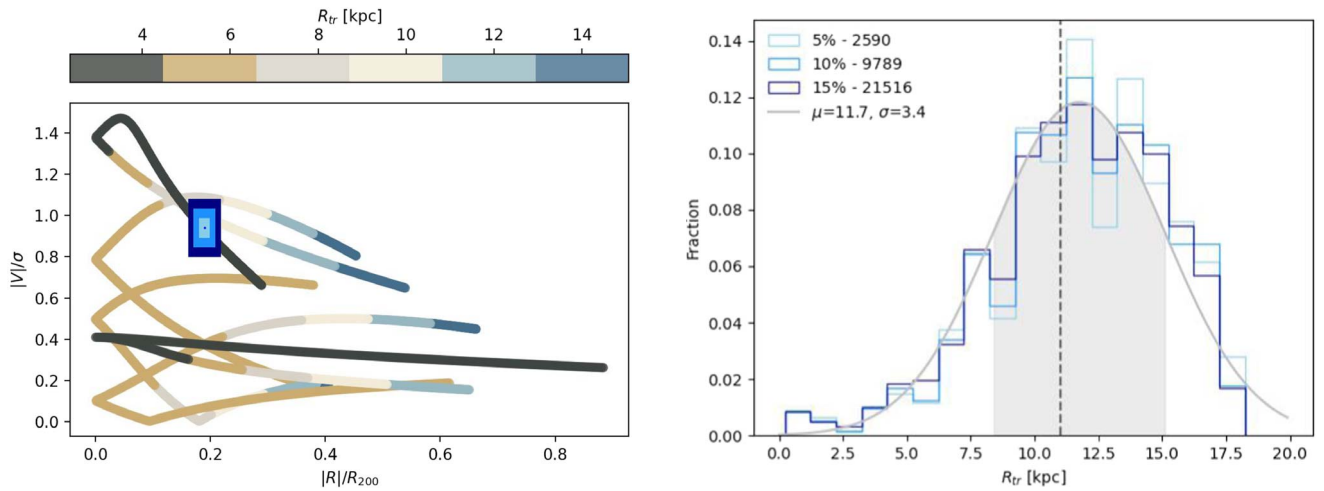 R_tr [kpc]
4 6 8 10 12 14
|V|/σ
1.4
1.2
1.0
0.8
0.6
0.4
0.2
0.0
0.0 0.2 0.4 0.6 0.8
|R|/R_200
Fraction
0.14
0.12
0.10
0.08
0.06
0.04
0.02
0.00
5% - 2590
10% - 9789
15% - 21516
μ=11.7, σ=3.4
0.0 2.5 5.0 7.5 10.0 12.5 15.0 17.5 20.0
R_tr [kpc]